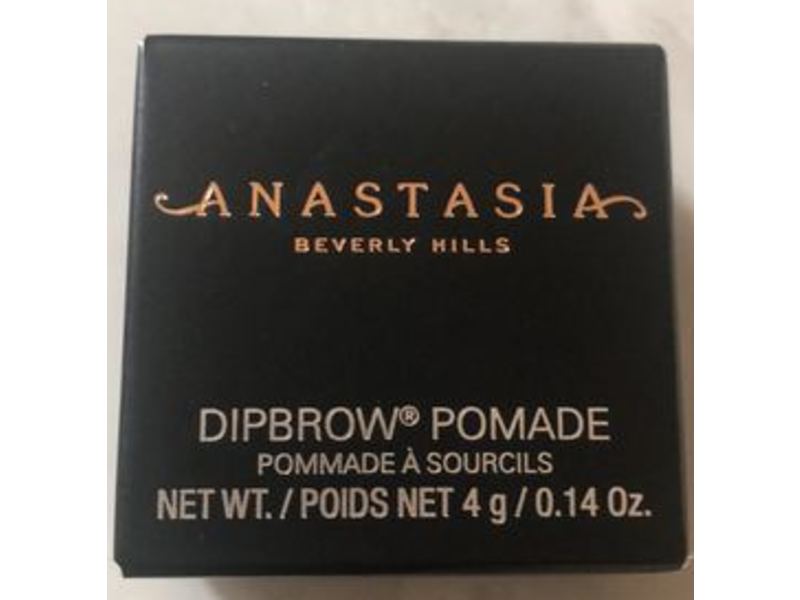 ANASTASIA
BEVERLY HILLS
DIPBROW® POMADE
POMMADE À SOURCILS
NET WT. / POIDS NET 4 g / 0.14 Oz.